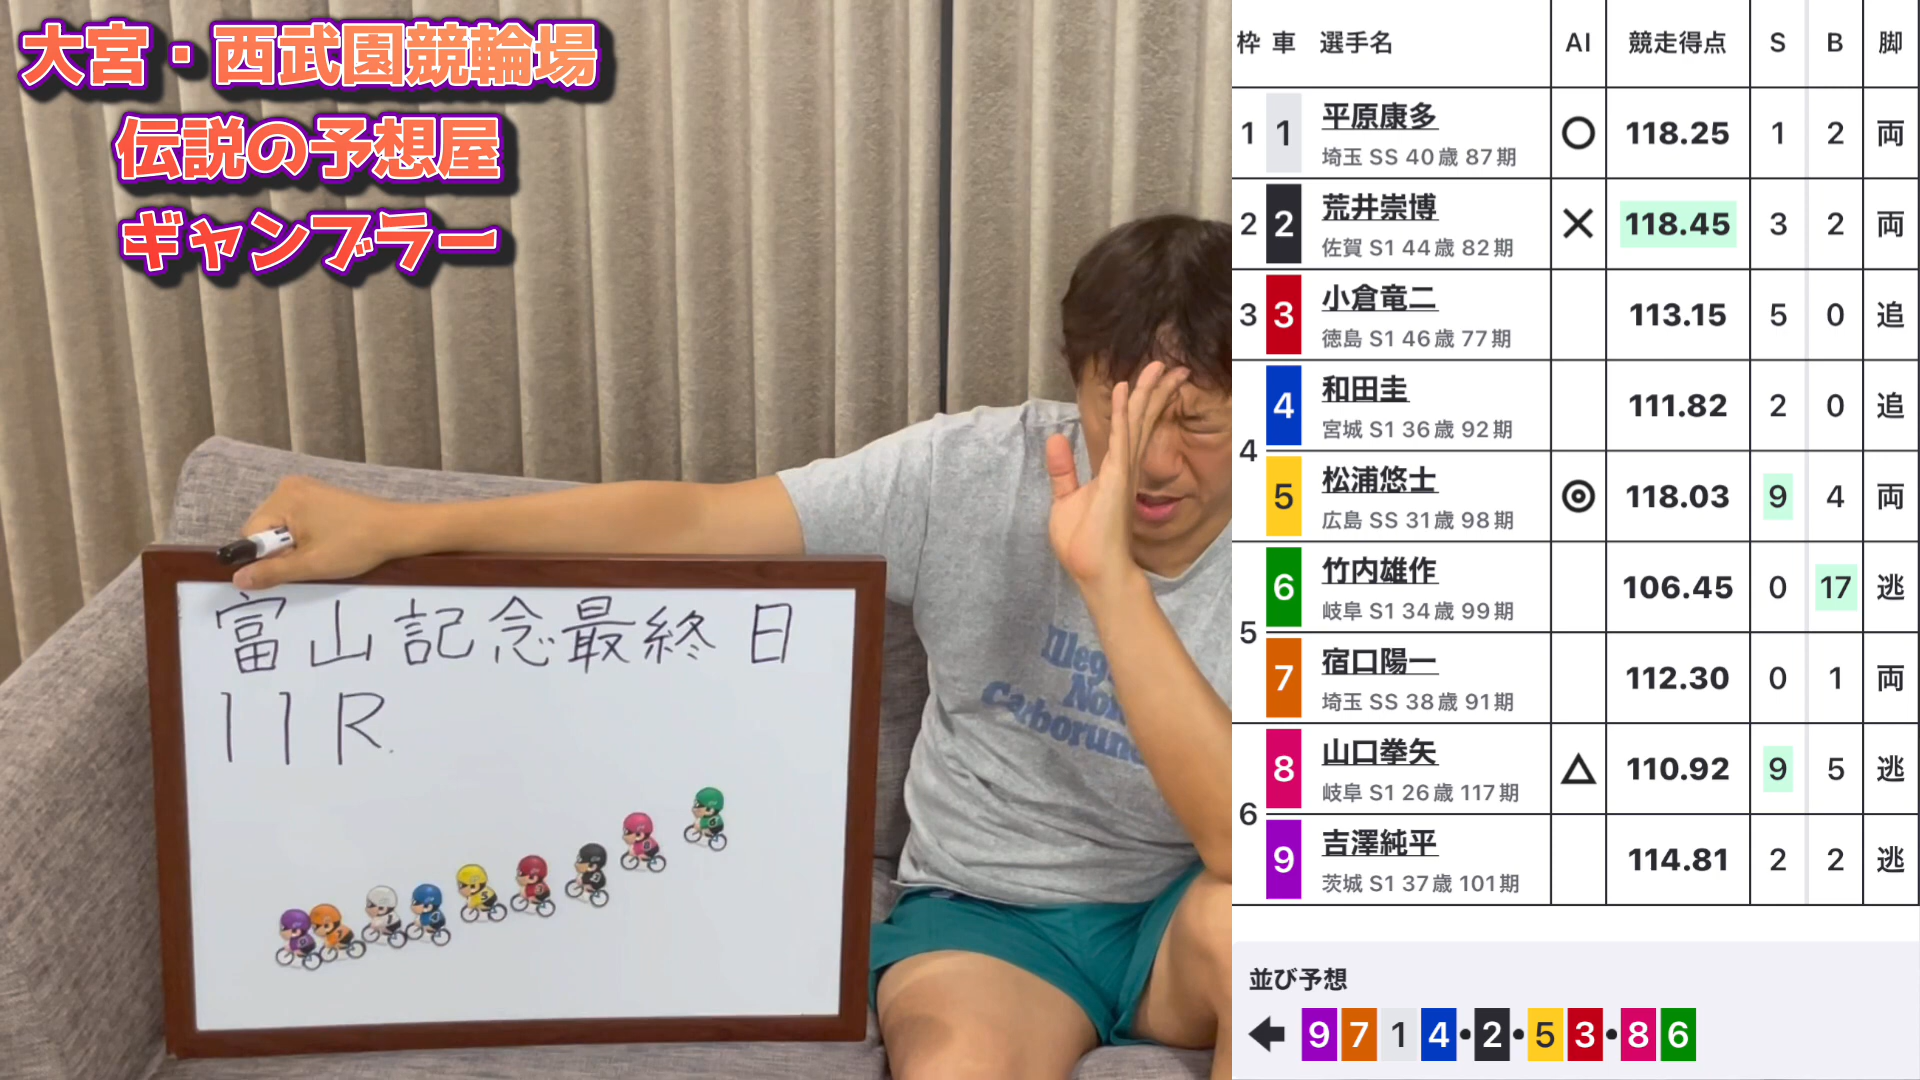 大宮・西武園競輪場
伝説の予想屋
ギャンブラー
富山記念最終日
11R
枠 車 選手名 AI 競走得点 S B 脚
1 1 平原康多 ○ 118.25 1 2 両
埼玉 SS 40歳 87期
2 2 荒井崇博 × 118.45 3 2 両
佐賀 S1 44歳 82期
3 3 小倉竜二 113.15 5 0 追
徳島 S1 46歳 77期
4 4 和田圭 111.82 2 0 追
宮城 S1 36歳 92期
5 松浦悠士 ◎ 118.03 9 4 両
広島 SS 31歳 98期
5 6 竹内雄作 106.45 0 17 逃
岐阜 S1 34歳 99期
7 宿口陽一 112.30 0 1 両
埼玉 SS 38歳 91期
6 8 山口拳矢 △ 110.92 9 5 逃
岐阜 S1 26歳 117期
9 吉澤純平 114.81 2 2 逃
茨城 S1 37歳 101期
並び予想
← 9 7 1 4・2・5 3・8 6